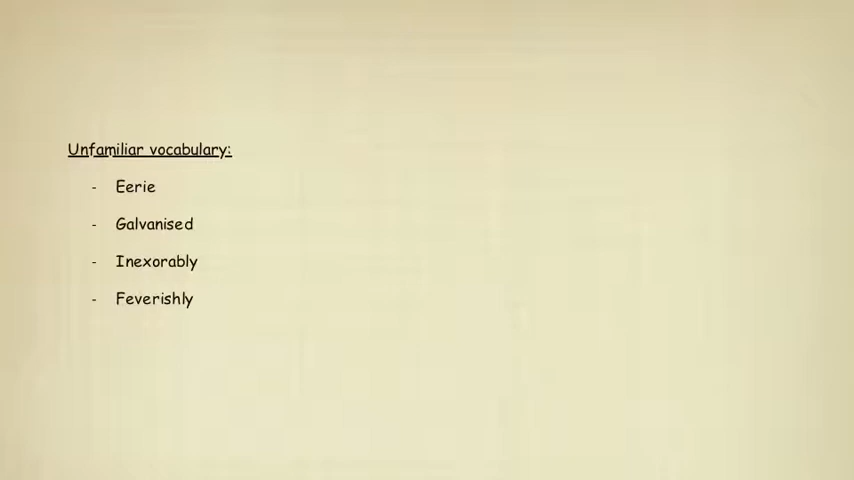 Unfamiliar vocabulary:
- Eerie
- Galvanised
- Inexorably
- Feverishly